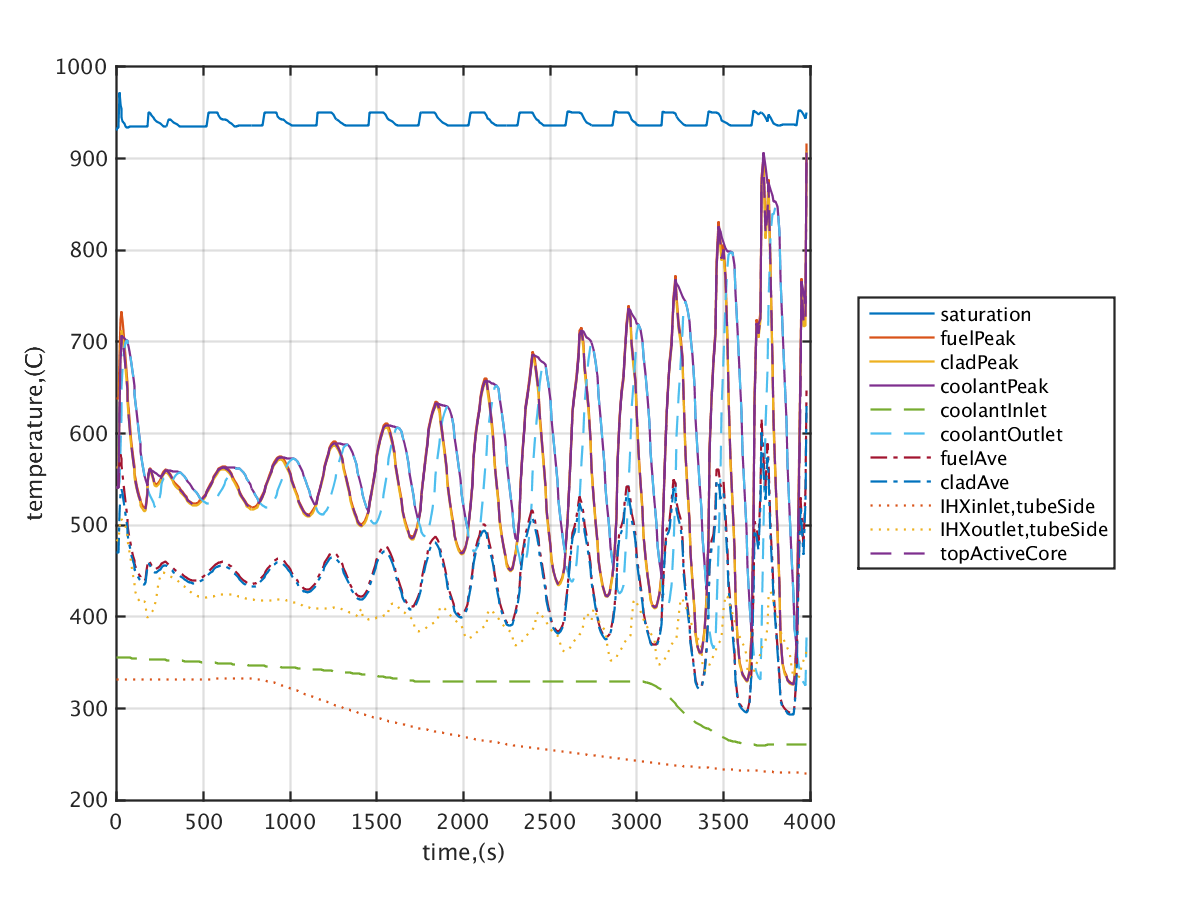 1000
900
800
700
600
500
400
300
200
temperature,(C)
0 500 1000 1500 2000 2500 3000 3500 4000
time,(s)
saturation
fuelPeak
cladPeak
coolantPeak
coolantInlet
coolantOutlet
fuelAve
cladAve
IHXinlet,tubeSide
IHXoutlet,tubeSide
topActiveCore